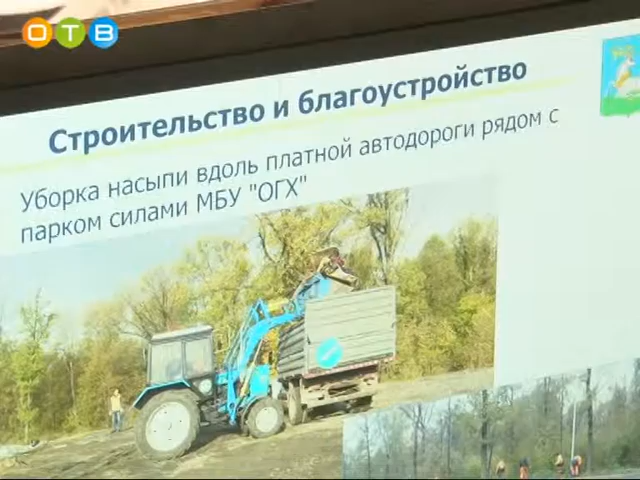 ОТВ
Строительство и благоустройство
Уборка насыпи вдоль платной автодороги рядом с
парком силами МБУ "ОГХ"